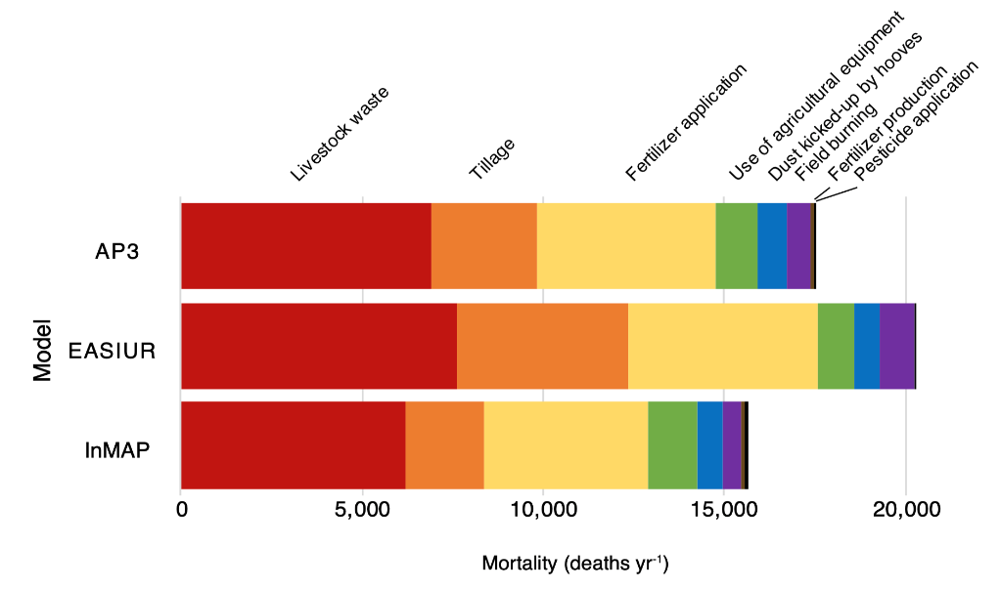 Livestock waste
Tillage
Fertilizer application
Use of agricultural equipment
Dust kicked-up by hooves
Field burning
Fertilizer production
Pesticide application
Model
AP3
EASIUR
InMAP
0 5,000 10,000 15,000 20,000
Mortality (deaths yr⁻¹)